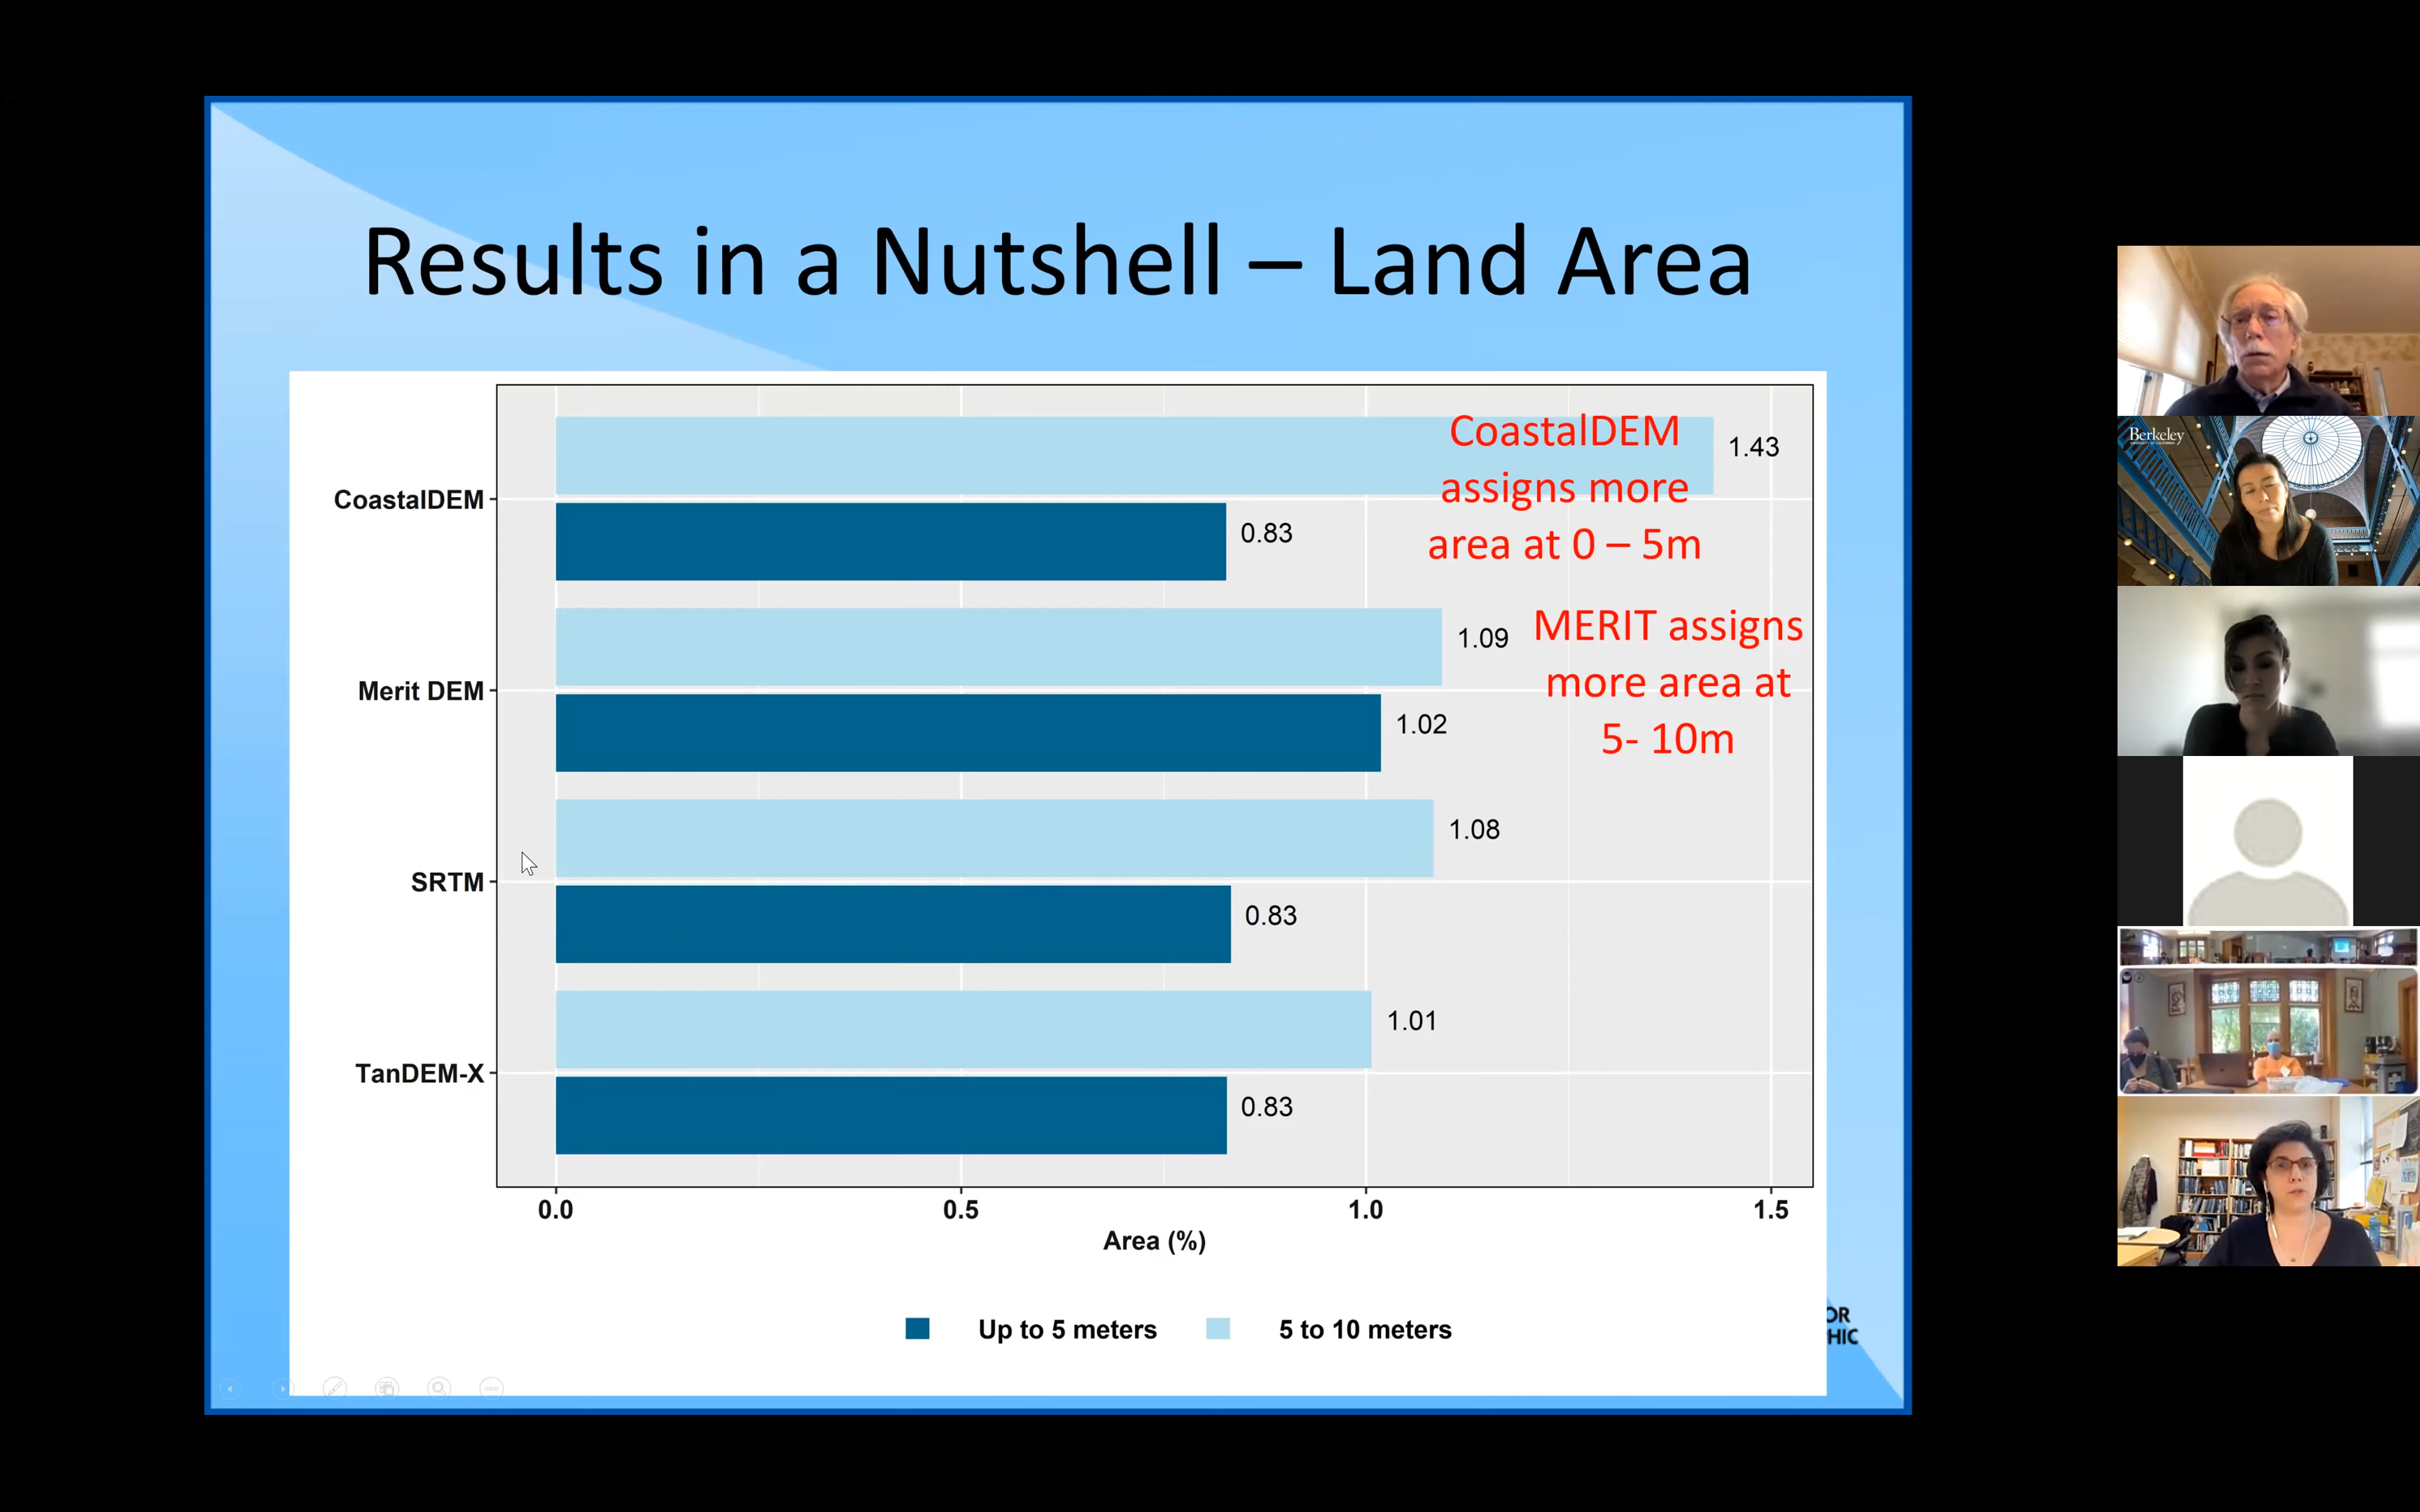 Results in a Nutshell – Land Area
CoastalDEM
1.43
0.83
CoastalDEM
assigns more
area at 0 – 5m
Merit DEM
1.09
1.02
MERIT assigns
more area at
5- 10m
SRTM
1.08
0.83
TanDEM-X
1.01
0.83
0.0 0.5 1.0 1.5
Area (%)
Up to 5 meters 5 to 10 meters
OR
HIC
Berkeley